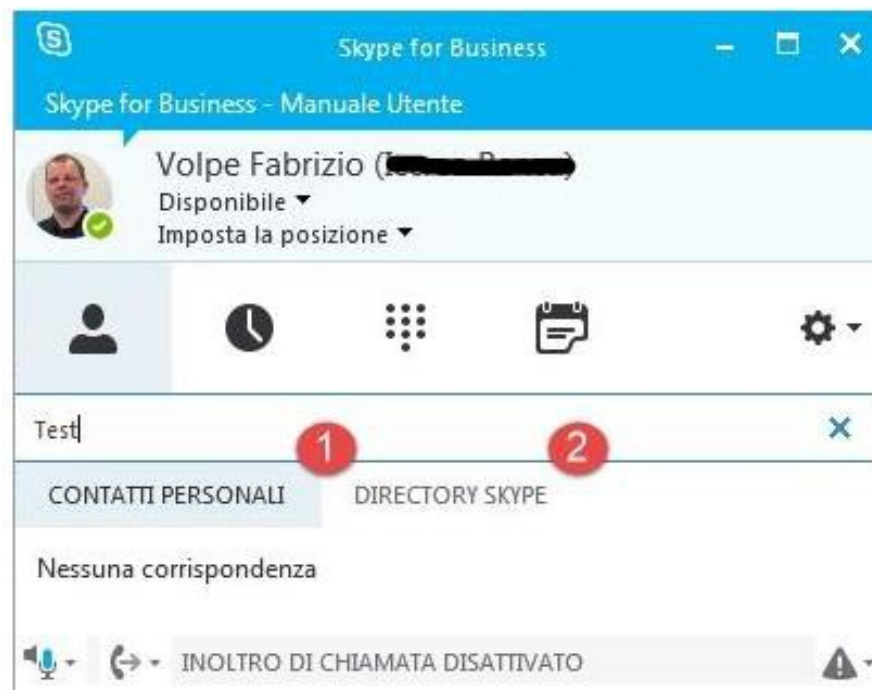 Skype for Business
Skype for Business - Manuale Utente
Volpe Fabrizio (
Disponibile
Imposta la posizione
Test
1
2
CONTATTI PERSONALI
DIRECTORY SKYPE
Nessuna corrispondenza
INOLTRO DI CHIAMATA DISATTIVATO